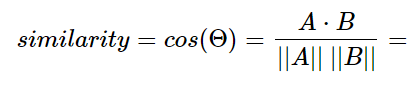 similarity = cos(Θ) = A · B / ||A|| ||B|| =